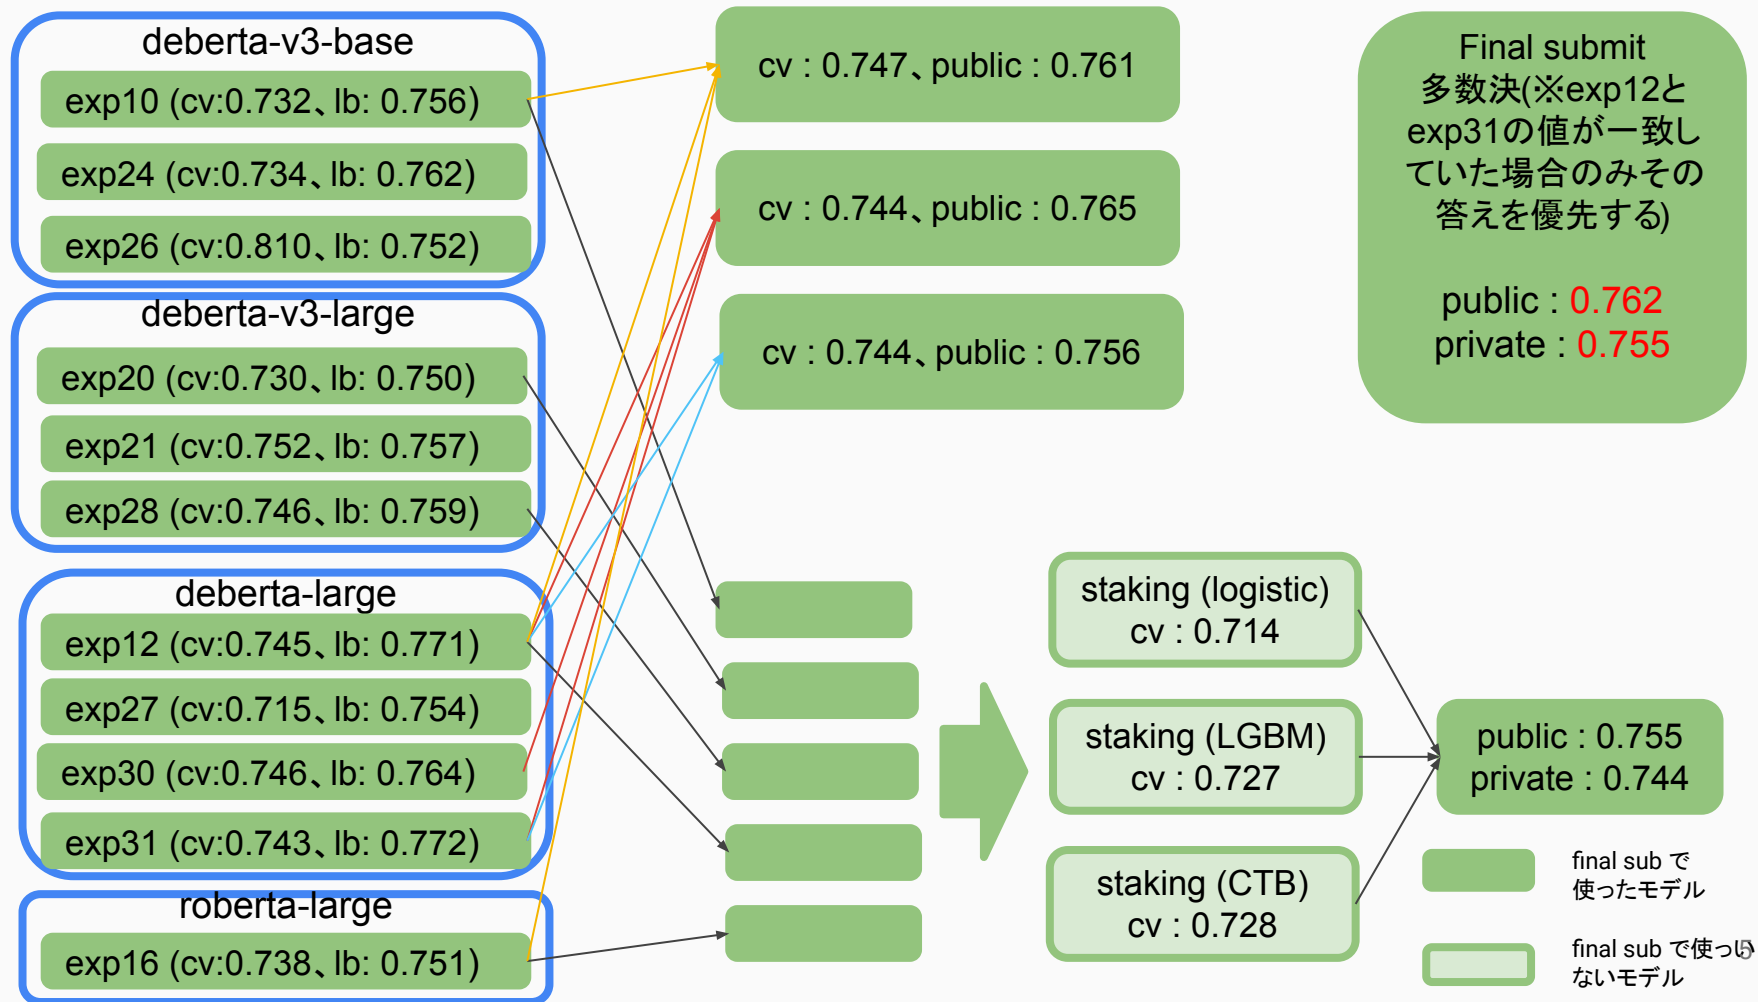 deberta-v3-base
exp10 (cv:0.732、lb: 0.756)
exp24 (cv:0.734、lb: 0.762)
exp26 (cv:0.810、lb: 0.752)
deberta-v3-large
exp20 (cv:0.730、lb: 0.750)
exp21 (cv:0.752、lb: 0.757)
exp28 (cv:0.746、lb: 0.759)
deberta-large
exp12 (cv:0.745、lb: 0.771)
exp27 (cv:0.715、lb: 0.754)
exp30 (cv:0.746、lb: 0.764)
exp31 (cv:0.743、lb: 0.772)
roberta-large
exp16 (cv:0.738、lb: 0.751)
cv : 0.747、public : 0.761
cv : 0.744、public : 0.765
cv : 0.744、public : 0.756
Final submit
多数決(※exp12と
exp31の値が一致し
ていた場合のみその
答えを優先する)
public : 0.762
private : 0.755
staking (logistic)
cv : 0.714
staking (LGBM)
cv : 0.727
staking (CTB)
cv : 0.728
public : 0.755
private : 0.744
final sub で
使ったモデル
final sub で使っい
ないモデル
5